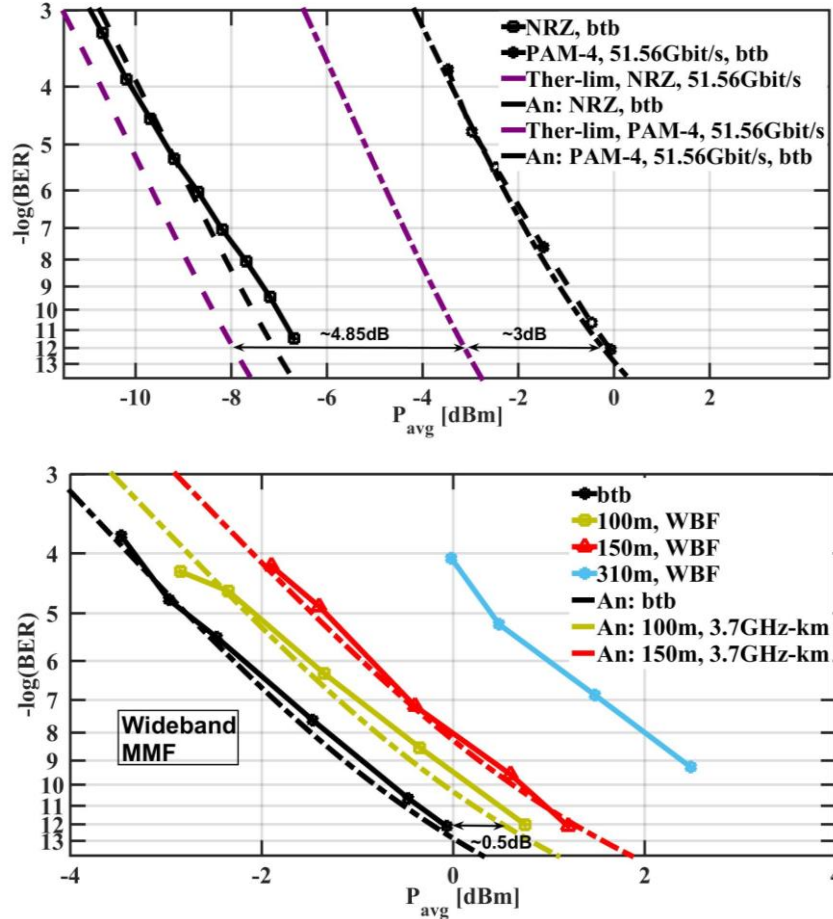 3
4
5
6
7
8
9
10
11
12
13
-log(BER)
NRZ, btb
PAM-4, 51.56Gbit/s, btb
Ther-lim, NRZ, 51.56Gbit/s
An: NRZ, btb
Ther-lim, PAM-4, 51.56Gbit/s
An: PAM-4, 51.56Gbit/s, btb
~4.85dB
~3dB
-10 -8 -6 -4 -2 0 2
Pavg [dBm]
3
4
5
6
7
8
9
10
11
12
13
-log(BER)
btb
100m, WBF
150m, WBF
310m, WBF
An: btb
An: 100m, 3.7GHz-km
An: 150m, 3.7GHz-km
Wideband
MMF
~0.5dB
-4 -2 0 2 4
Pavg [dBm]